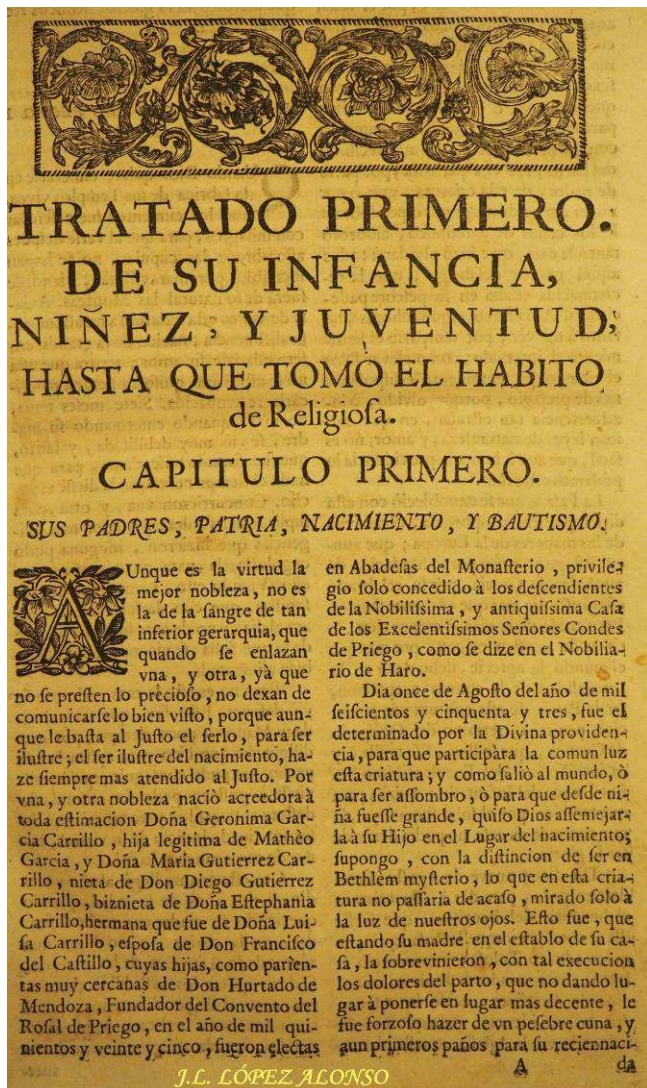 TRATADO PRIMERO.
DE SU INFANCIA,
NIÑEZ, Y JUVENTUD,
HASTA QUE TOMÒ EL HABITO
de Religioſa.
CAPITULO PRIMERO.
SUS PADRES, PATRIA, NACIMIENTO, Y BAUTISMO.
AUnque es la virtud la
mejor nobleza, no es
la de la ſangre de tan
inferior gerarquia, que
quando ſe enlazan
vna, y otra, yà que
no ſe preſten lo precioſo, no dexan de
comunicarſe lo bien viſto, porque aun-
que le baſta al Juſto el ſerlo, para ſer
iluſtre; el ſer iluſtre del nacimiento, ha-
ze ſiempre mas atendido al Juſto. Por
vna, y otra nobleza naciò acreedora à
toda eſtimacion Doña Geronima Gar-
cia Carrillo, hija legitima de Mathèo
Garcia, y Doña Maria Gutierrez Car-
rillo, nieta de Don Diego Gutierrez
Carrillo, biznieta de Doña Eſtephanìa
Carrillo, hermana que fue de Doña Lui-
ſa Carrillo, eſpoſa de Don Franciſco
del Caſtillo, cuyas hijas, como parien-
tas muy cercanas de Don Hurtado de
Mendoza, Fundador del Convento del
Roſal de Priego, en el año de mil qui-
nientos y veinte y cinco, fueron electas
en Abadeſas del Monaſterio, privile-
gio ſolo concedido à los deſcendientes
de la Nobiliſsima, y antiquiſsima Caſa
de los Excelentiſsimos Señores Condes
de Priego, como ſe dize en el Nobilia-
rio de Haro.
Dia once de Agoſto del año de mil
ſeiſcientos y cinquenta y tres, fue el
determinado por la Divina providen-
cia, para que participàra la comun luz
eſta criatura; y como ſaliò al mundo, ò
para ſer aſſombro, ò para que deſde ni-
ña fueſſe grande, quiſo Dios aſſemejar-
la à ſu Hijo en el Lugar del nacimiento;
ſupongo, con la diſtincion de ſer en
Bethlèm myſterio, lo que en eſta cria-
tura no paſſaria de acaſo, mirado ſolo à
la luz de nueſtros ojos. Eſto fue, que
eſtando ſu madre en el eſtablo de ſu ca-
ſa, la ſobrevinieron, con tal execucion
los dolores del parto, que no dando lu-
gar à ponerſe en lugar mas decente, le
fue forzoſo hazer de vn peſebre cuna, y
aun primeros paños para ſu reciennaci-
A da
J.L. LÓPEZ ALONSO